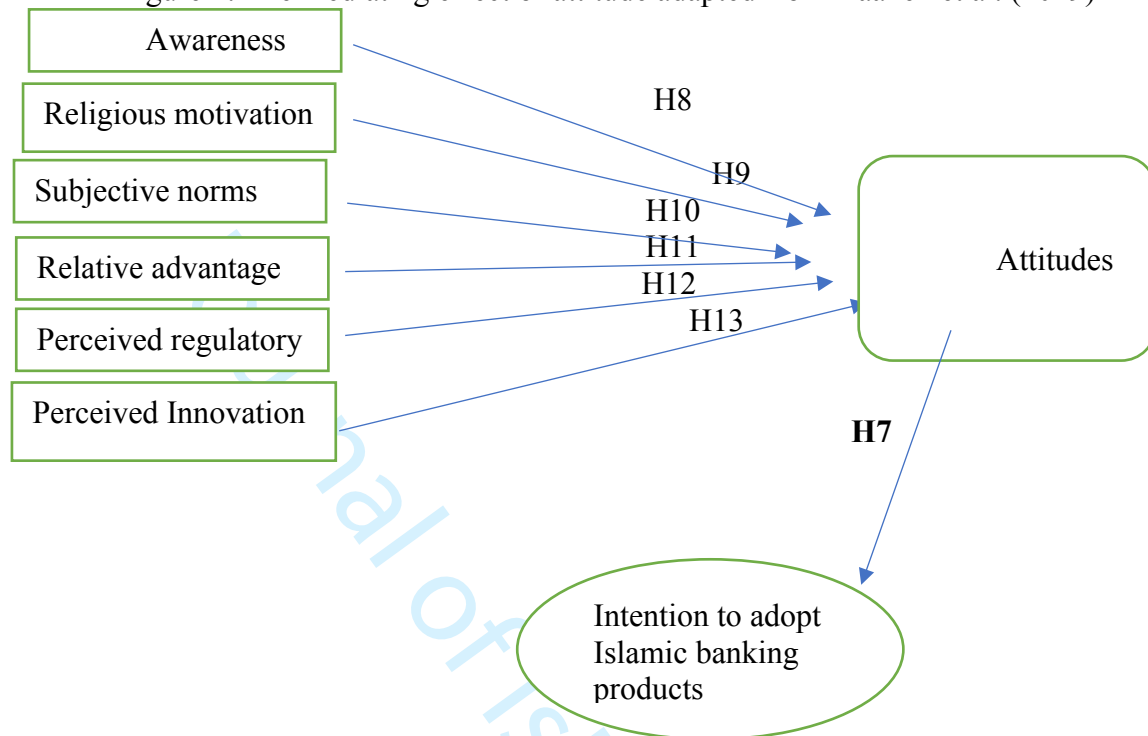 Awareness
H8
Religious motivation
H9
Subjective norms
H10
H11
Relative advantage
Attitudes
H12
H13
Perceived regulatory
Perceived Innovation
H7
Intention to adopt
Islamic banking
products